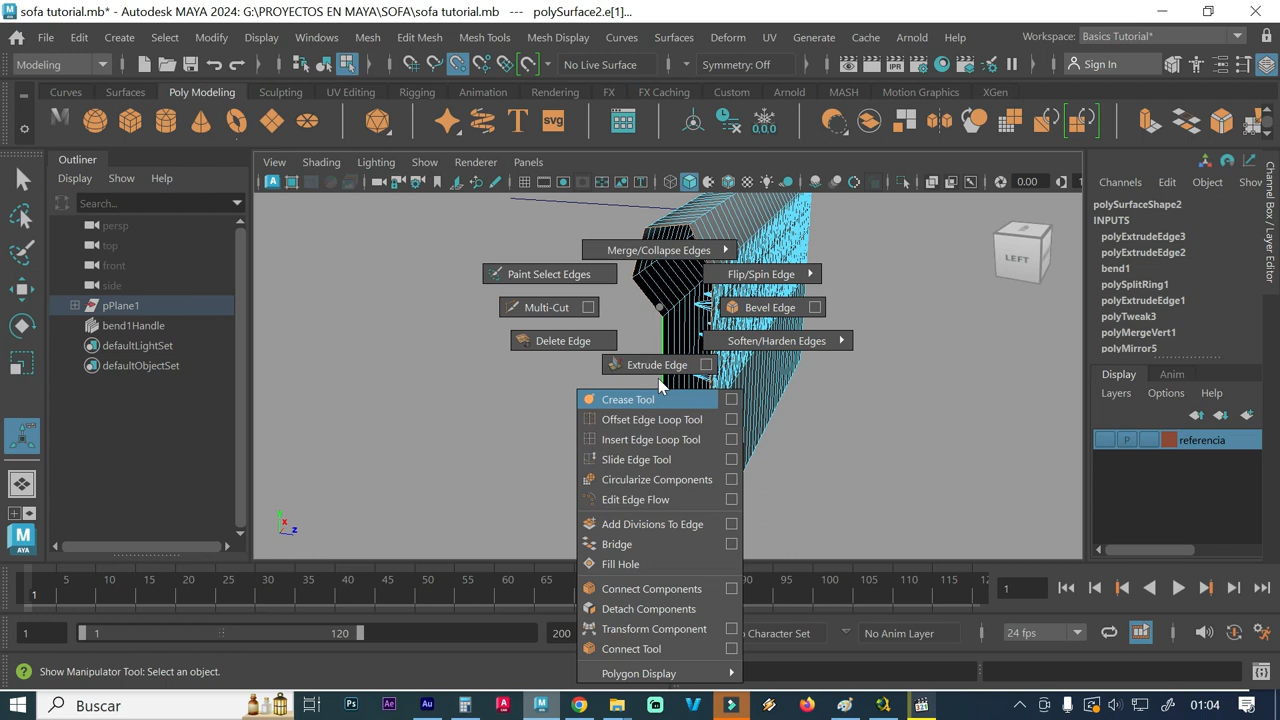 sofa tutorial.mb* - Autodesk MAYA 2024: G:\PROYECTOS EN MAYA\SOFA\sofa tutorial.mb   ---   polySurface2.e[1]...
File Edit Create Select Modify Display Windows Mesh Edit Mesh Mesh Tools Mesh Display Curves Surfaces Deform UV Generate Cache Arnold Help Workspace: Basics Tutorial*
Modeling No Live Surface Symmetry: Off IPR Sign In
Curves Surfaces Poly Modeling Sculpting UV Editing Rigging Animation Rendering FX FX Caching Custom Arnold MASH Motion Graphics XGen
svg
Outliner
Display Show Help
Search...
persp
top
front
side
pPlane1
bend1Handle
defaultLightSet
defaultObjectSet
View Shading Lighting Show Renderer Panels
0.00
LEFT
Merge/Collapse Edges
Paint Select Edges
Flip/Spin Edge
Multi-Cut
Bevel Edge
Delete Edge
Soften/Harden Edges
Extrude Edge
Crease Tool
Offset Edge Loop Tool
Insert Edge Loop Tool
Slide Edge Tool
Circularize Components
Edit Edge Flow
Add Divisions To Edge
Bridge
Fill Hole
Connect Components
Detach Components
Transform Component
Connect Tool
Polygon Display
Channels Edit Object Show
polySurfaceShape2
INPUTS
polyExtrudeEdge3
polyExtrudeEdge2
bend1
polySplitRing1
polyExtrudeEdge1
polyTweak3
polyMergeVert1
polyMirror5
Display Anim
Layers Options Help
P referencia
Channel Box / Layer Editor
5 10 15 20 25 30 35 40 45 50 55 60 65 70 75 90 95 100 105 110 115 12
1
1
1 1 120 200
No Anim Layer
24 fps
Show Manipulator Tool: Select an object.
Buscar
01:04